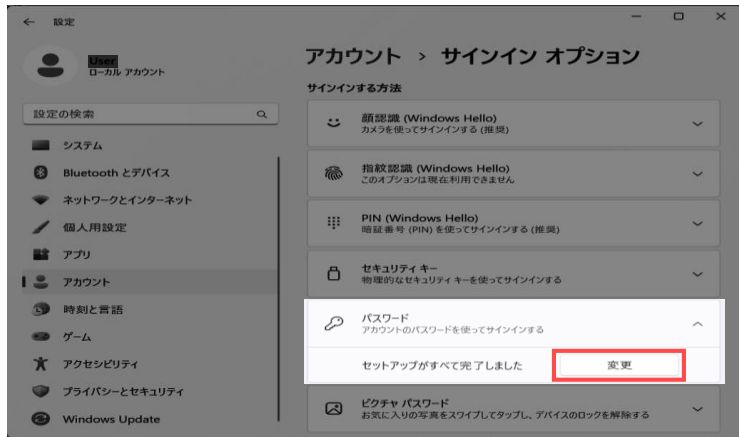 設定
User
ローカル アカウント
設定の検索
システム
Bluetooth とデバイス
ネットワークとインターネット
個人用設定
アプリ
アカウント
時刻と言語
ゲーム
アクセシビリティ
プライバシーとセキュリティ
Windows Update
アカウント › サインイン オプション
サインインする方法
顔認識 (Windows Hello)
カメラを使ってサインインする (推奨)
指紋認識 (Windows Hello)
このオプションは現在利用できません
PIN (Windows Hello)
暗証番号 (PIN) を使ってサインインする (推奨)
セキュリティ キー
物理的なセキュリティ キーを使ってサインインする
パスワード
アカウントのパスワードを使ってサインインする
セットアップがすべて完了しました
変更
ピクチャ パスワード
お気に入りの写真をスワイプしてタップし、デバイスのロックを解除する